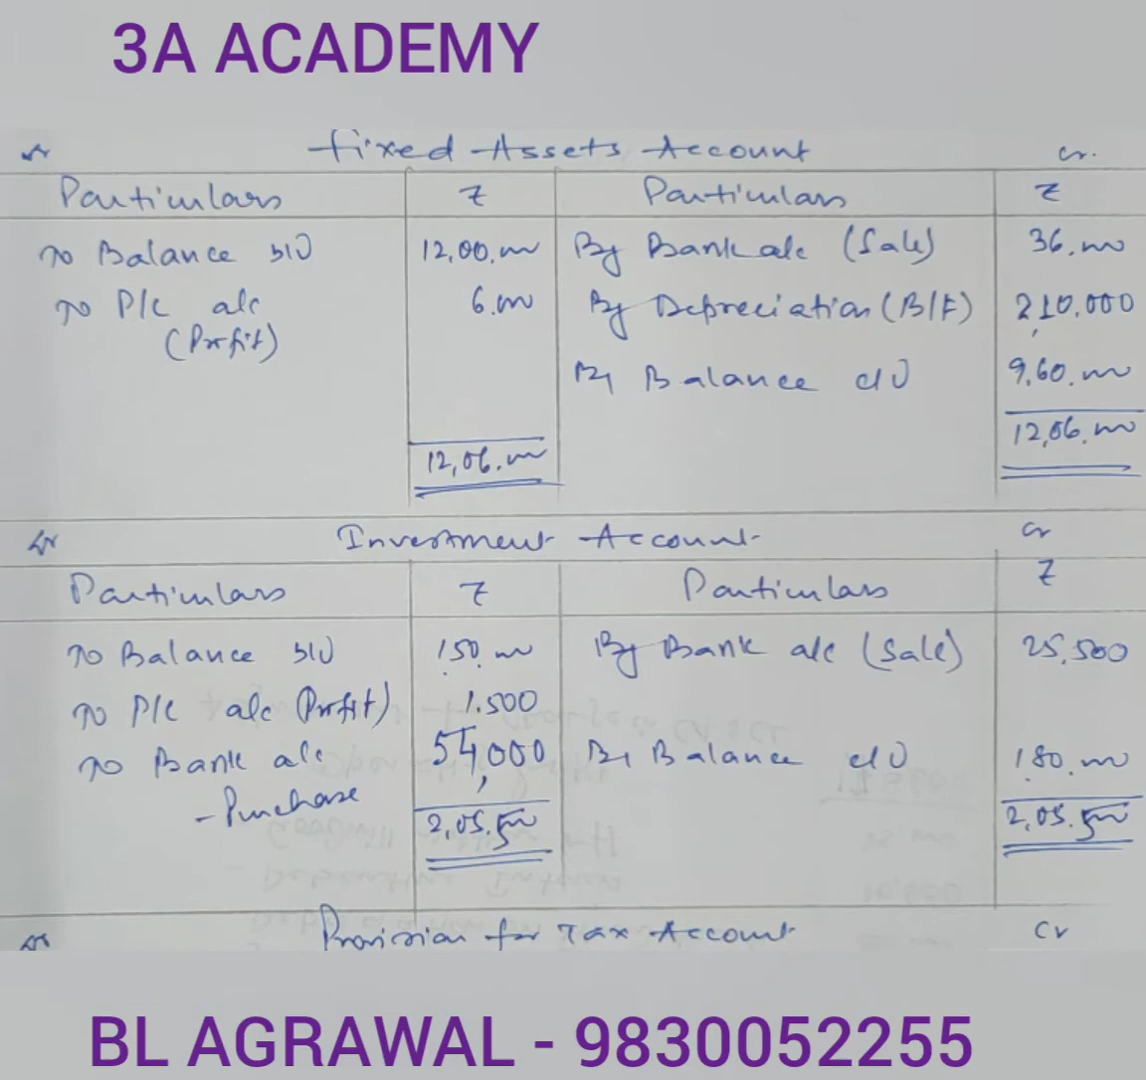 3A ACADEMY
Dr Fixed Assets Account Cr.
Particulars ₹ Particulars ₹
To Balance b/d 12,00,000 By Bank a/c (Sale) 36,000
To P/L a/c 6,000 By Depreciation (B/F) 2,10,000
(Profit)
By Balance c/d 9,60,000
12,06,000
12,06,000
Dr Investment Account Cr
Particulars ₹ Particulars ₹
To Balance b/d 150,000 By Bank a/c (Sale) 25,500
To P/L a/c (Profit) 1,500
To Bank a/c 54,000 By Balance c/d 180,000
- Purchase
2,05,500 2,05,500
Dr Provision for Tax Account Cr
BL AGRAWAL - 9830052255